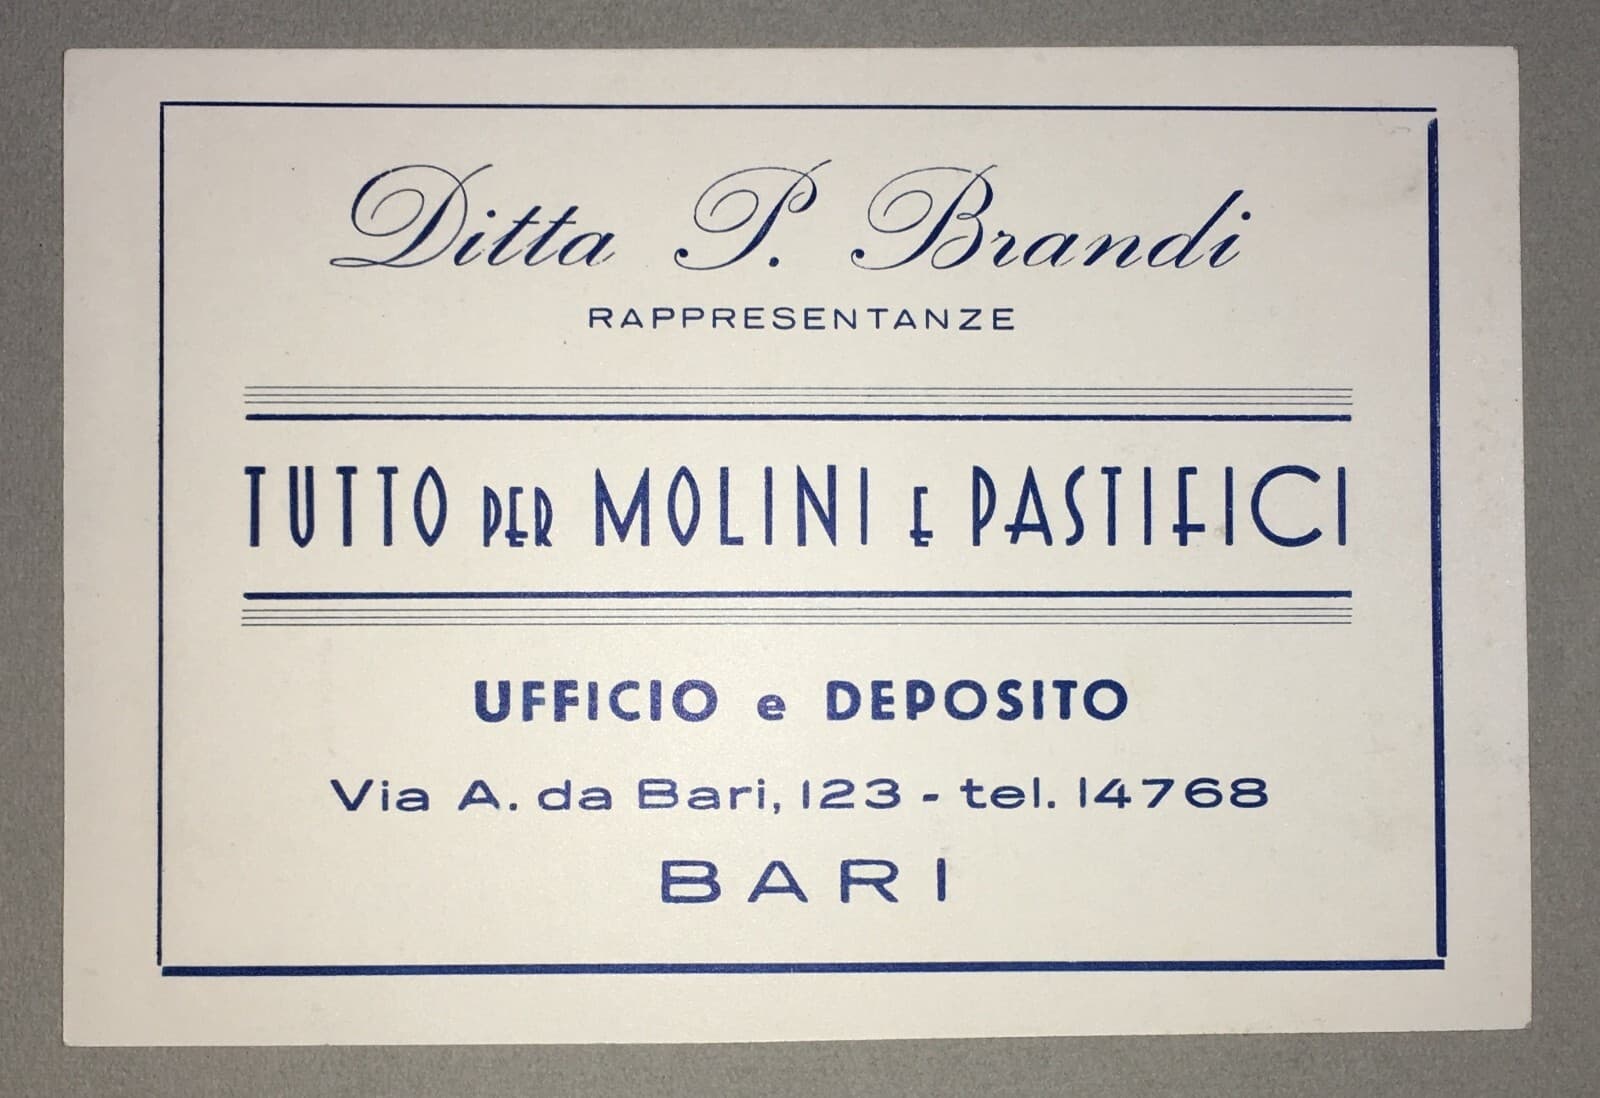 Ditta P. Brandi
RAPPRESENTANZE
TUTTO PER MOLINI E PASTIFICI
UFFICIO e DEPOSITO
Via A. da Bari, 123 - tel. 14768
BARI